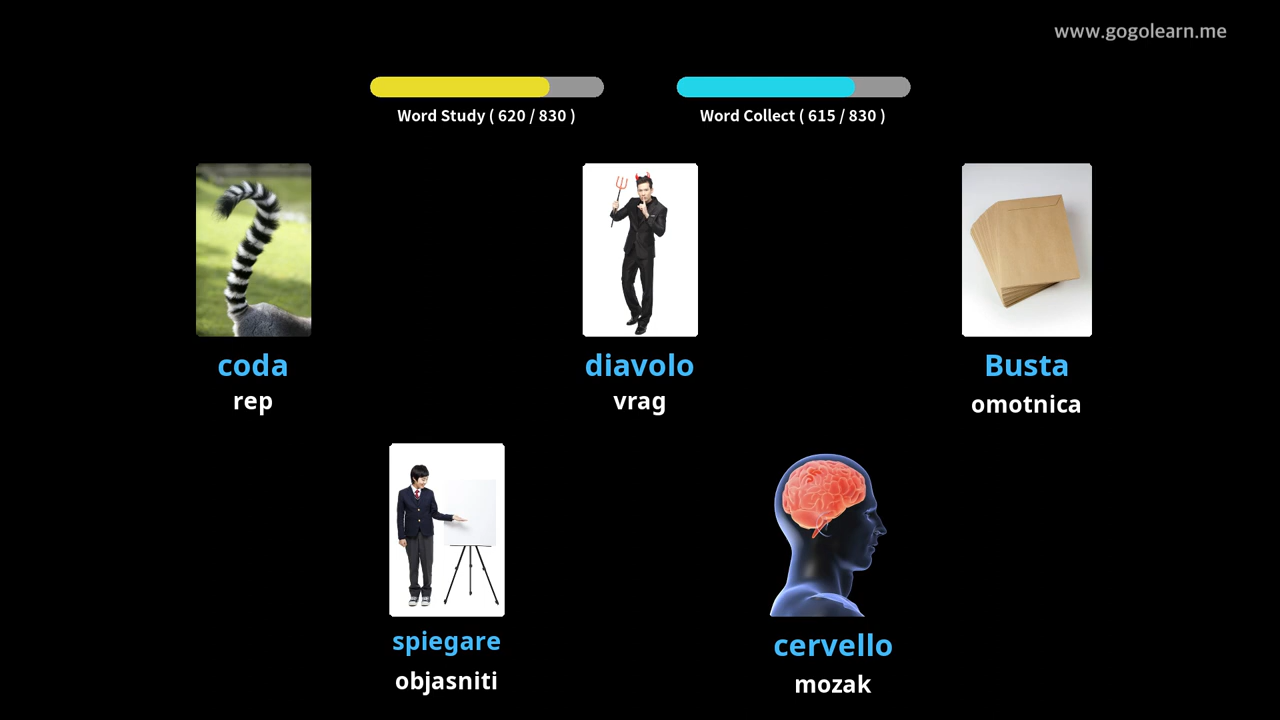 www.gogolearn.me
Word Study ( 620 / 830 )
Word Collect ( 615 / 830 )
coda
rep
diavolo
vrag
Busta
omotnica
spiegare
objasniti
cervello
mozak